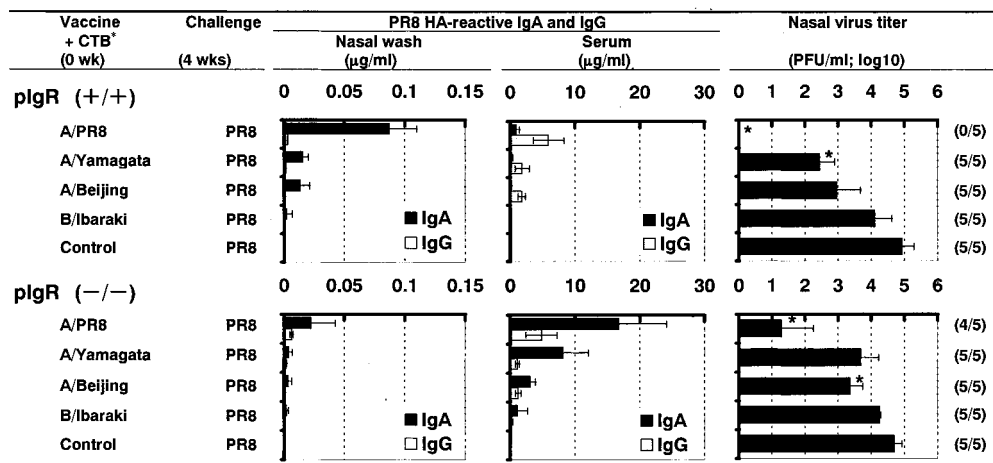 Vaccine + CTB* (0 wk)
Challenge (4 wks)
PR8 HA-reactive IgA and IgG
Nasal wash (µg/ml)
Serum (µg/ml)
Nasal virus titer (PFU/ml; log10)
pIgR (+/+)
0 0.05 0.1 0.15
0 10 20 30
0 1 2 3 4 5 6
A/PR8 PR8 * (0/5)
A/Yamagata PR8 * (5/5)
A/Beijing PR8 (5/5)
B/Ibaraki PR8 IgA IgA (5/5)
Control PR8 IgG IgG (5/5)
pIgR (−/−)
0 0.05 0.1 0.15
0 10 20 30
0 1 2 3 4 5 6
A/PR8 PR8 * (4/5)
A/Yamagata PR8 (5/5)
A/Beijing PR8 * (5/5)
B/Ibaraki PR8 IgA IgA (5/5)
Control PR8 IgG IgG (5/5)